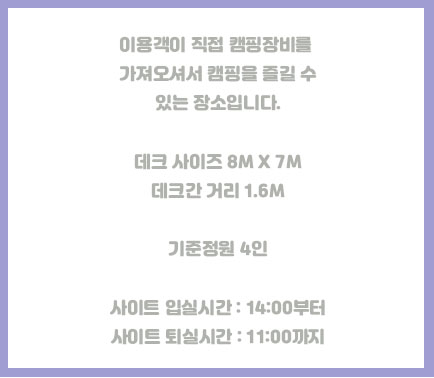 이용객이 직접 캠핑장비를
가져오셔서 캠핑을 즐길 수
있는 장소입니다.
데크 사이즈 8M X 7M
데크간 거리 1.6M
기준정원 4인
사이트 입실시간 : 14:00부터
사이트 퇴실시간 : 11:00까지